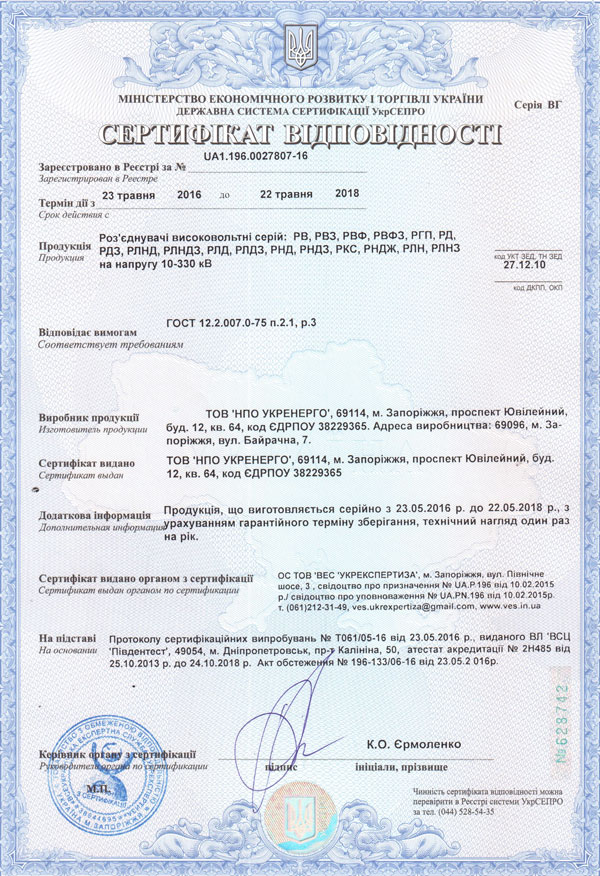 МІНІСТЕРСТВО ЕКОНОМІЧНОГО РОЗВИТКУ І ТОРГІВЛІ УКРАЇНИ
Серія ВГ
ДЕРЖАВНА СИСТЕМА СЕРТИФІКАЦІЇ УкрСЕПРО
СЕРТИФІКАТ ВІДПОВІДНОСТІ
UA1.196.0027807-16
Зареєстровано в Реєстрі за №
Зарегистрирован в Реестре
23 травня 2016 до 22 травня 2018
Термін дії з
Срок действия с
Продукція Роз'єднувачі високовольтні серій: РВ, РВЗ, РВФ, РВФЗ, РГП, РД,
Продукция РДЗ, РЛНД, РЛНДЗ, РЛД, РЛДЗ, РНД, РНДЗ, РКС, РНДЖ, РЛН, РЛНЗ
на напругу 10-330 кВ
код УКТ ЗЕД, ТН ЗЕД
27.12.10
код ДКПП, ОКП
ГОСТ 12.2.007.0-75 п.2.1, р.3
Відповідає вимогам
Соответствует требованиям
Виробник продукції ТОВ 'НПО УКРЕНЕРГО', 69114, м. Запоріжжя, проспект Ювілейний,
Изготовитель продукции буд. 12, кв. 64, код ЄДРПОУ 38229365. Адреса виробництва: 69096, м. За-
поріжжя, вул. Байрачна, 7.
Сертифікат видано ТОВ 'НПО УКРЕНЕРГО', 69114, м. Запоріжжя, проспект Ювілейний, буд.
Сертификат выдан 12, кв. 64, код ЄДРПОУ 38229365
Додаткова інформація Продукція, що виготовляється серійно з 23.05.2016 р. до 22.05.2018 р., з
Дополнительная информация урахуванням гарантійного терміну зберігання, технічний нагляд один раз
на рік.
Сертифікат видано органом з сертифікації ОС ТОВ 'ВЕС 'УКРЕКСПЕРТИЗА', м. Запоріжжя, вул. Північне
Сертификат выдан органом по сертификации шосе, 3 , свідоцтво про призначення № UA.P.196 від 10.02.2015
р./ свідоцтво про уповноваження № UA.PN.196 від 10.02.2015р.
т. (061)212-31-49, ves.ukrexpertiza@gmail.com, www.ves.in.ua
На підставі Протоколу сертифікаційних випробувань № Т061/05-16 від 23.05.2016 р., виданого ВЛ 'ВСЦ
На основании 'Південтест', 49054, м. Дніпропетровськ, пр-т Калініна, 50, атестат акредитації № 2Н485 від
25.10.2013 р. до 24.10.2018 р. Акт обстеження № 196-133/06-16 від 23.05.2 016р.
№628742
К.О. Єрмоленко
Керівник органу з сертифікації
Руководитель органа по сертификации
підпис
ініціали, прізвище
М.П.
Чинність сертифіката відповідності можна
перевірити в Реєстрі системи УкрСЕПРО
за тел. (044) 528-54-35